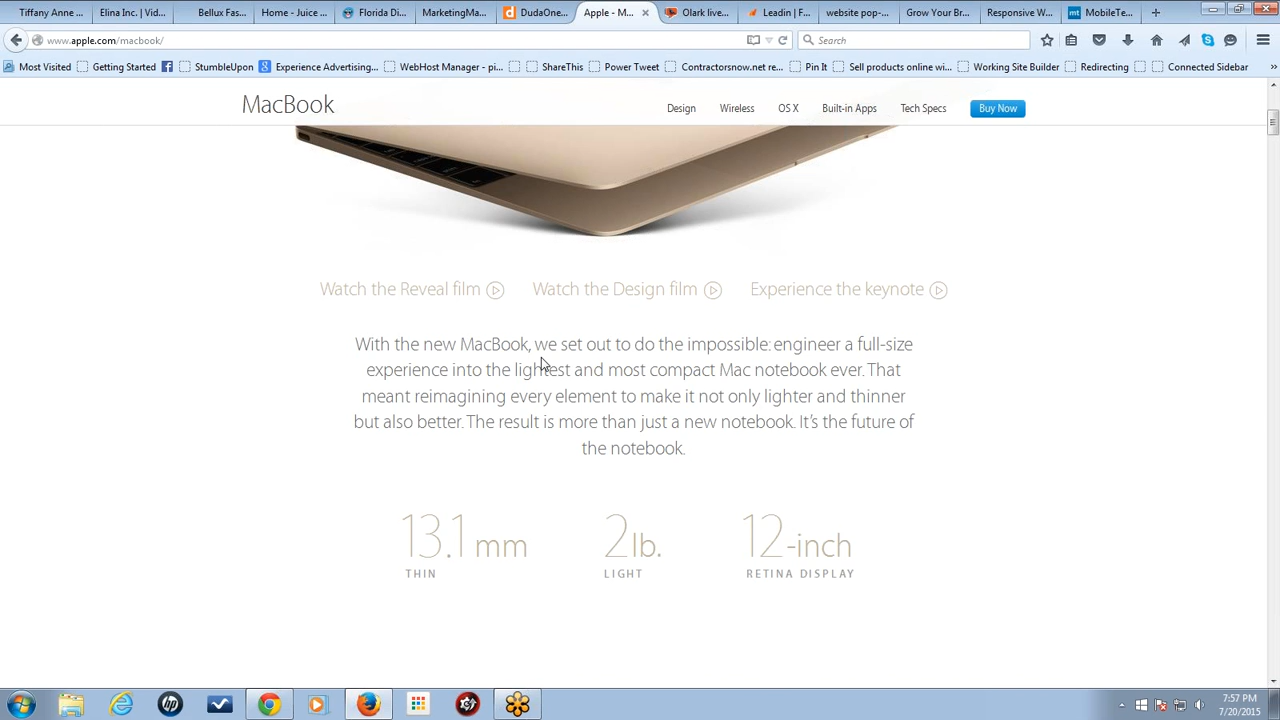 Tiffany Anne ...
Elina Inc. | Vid...
Bellux Fas...
Home - Juice ...
Florida Di...
MarketingMa...
DudaOne...
Apple - M...
Olark live...
Leadin | F...
website pop-...
Grow Your Br...
Responsive W...
mt MobileTe...
www.apple.com/macbook/
Search
Most Visited
Getting Started
StumbleUpon
Experience Advertising...
WebHost Manager - pi...
ShareThis
Power Tweet
Contractorsnow.net re...
Pin It
Sell products online wi...
Working Site Builder
Redirecting
Connected Sidebar
MacBook
Design
Wireless
OS X
Built-in Apps
Tech Specs
Buy Now
Watch the Reveal film
Watch the Design film
Experience the keynote
With the new MacBook, we set out to do the impossible: engineer a full-size
experience into the lightest and most compact Mac notebook ever. That
meant reimagining every element to make it not only lighter and thinner
but also better. The result is more than just a new notebook. It's the future of
the notebook.
13.1 mm
THIN
2 lb.
LIGHT
12-inch
RETINA DISPLAY
7:57 PM
7/20/2015